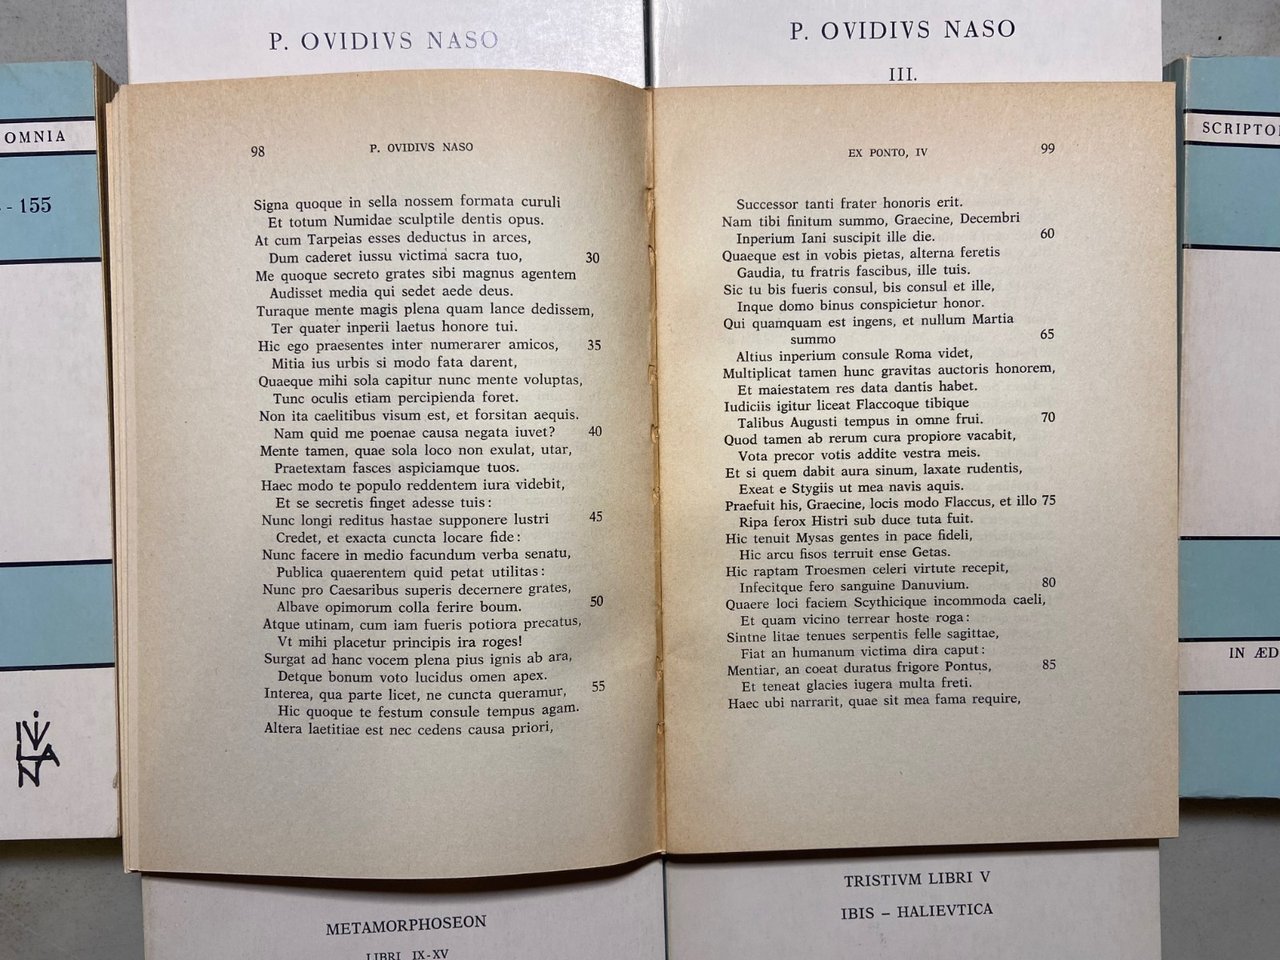 P. OVIDIVS NASO
P. OVIDIVS NASO
III.
OMNIA
- 155
SCRIPTO
IN ÆD
98
P. OVIDIVS NASO
Signa quoque in sella nossem formata curuli
Et totum Numidae sculptile dentis opus.
At cum Tarpeias esses deductus in arces,
Dum caderet iussu victima sacra tuo, 30
Me quoque secreto grates sibi magnus agentem
Audisset media qui sedet aede deus.
Turaque mente magis plena quam lance dedissem,
Ter quater inperii laetus honore tui.
Hic ego praesentes inter numerarer amicos, 35
Mitia ius urbis si modo fata darent,
Quaeque mihi sola capitur nunc mente voluptas,
Tunc oculis etiam percipienda foret.
Non ita caelitibus visum est, et forsitan aequis.
Nam quid me poenae causa negata iuvet? 40
Mente tamen, quae sola loco non exulat, utar,
Praetextam fasces aspiciamque tuos.
Haec modo te populo reddentem iura videbit,
Et se secretis finget adesse tuis:
Nunc longi reditus hastae supponere lustri 45
Credet, et exacta cuncta locare fide:
Nunc facere in medio facundum verba senatu,
Publica quaerentem quid petat utilitas:
Nunc pro Caesaribus superis decernere grates,
Albave opimorum colla ferire boum. 50
Atque utinam, cum iam fueris potiora precatus,
Vt mihi placetur principis ira roges!
Surgat ad hanc vocem plena pius ignis ab ara,
Detque bonum voto lucidus omen apex.
Interea, qua parte licet, ne cuncta queramur, 55
Hic quoque te festum consule tempus agam.
Altera laetitiae est nec cedens causa priori,
EX PONTO, IV
99
Successor tanti frater honoris erit.
Nam tibi finitum summo, Graecine, Decembri
Inperium Iani suscipit ille die. 60
Quaeque est in vobis pietas, alterna feretis
Gaudia, tu fratris fascibus, ille tuis.
Sic tu bis fueris consul, bis consul et ille,
Inque domo binus conspicietur honor.
Qui quamquam est ingens, et nullum Martia
summo 65
Altius inperium consule Roma videt,
Multiplicat tamen hunc gravitas auctoris honorem,
Et maiestatem res data dantis habet.
Iudiciis igitur liceat Flaccoque tibique
Talibus Augusti tempus in omne frui. 70
Quod tamen ab rerum cura propiore vacabit,
Vota precor votis addite vestra meis.
Et si quem dabit aura sinum, laxate rudentis,
Exeat e Stygiis ut mea navis aquis.
Praefuit his, Graecine, locis modo Flaccus, et illo 75
Ripa ferox Histri sub duce tuta fuit.
Hic tenuit Mysas gentes in pace fideli,
Hic arcu fisos terruit ense Getas.
Hic raptam Troesmen celeri virtute recepit,
Infecitque fero sanguine Danuvium. 80
Quaere loci faciem Scythicique incommoda caeli,
Et quam vicino terrear hoste roga:
Sintne litae tenues serpentis felle sagittae,
Fiat an humanum victima dira caput:
Mentiar, an coeat duratus frigore Pontus, 85
Et teneat glacies iugera multa freti.
Haec ubi narrarit, quae sit mea fama require,
METAMORPHOSEON
LIBRI IX-XV
TRISTIVM LIBRI V
IBIS – HALIEVTICA